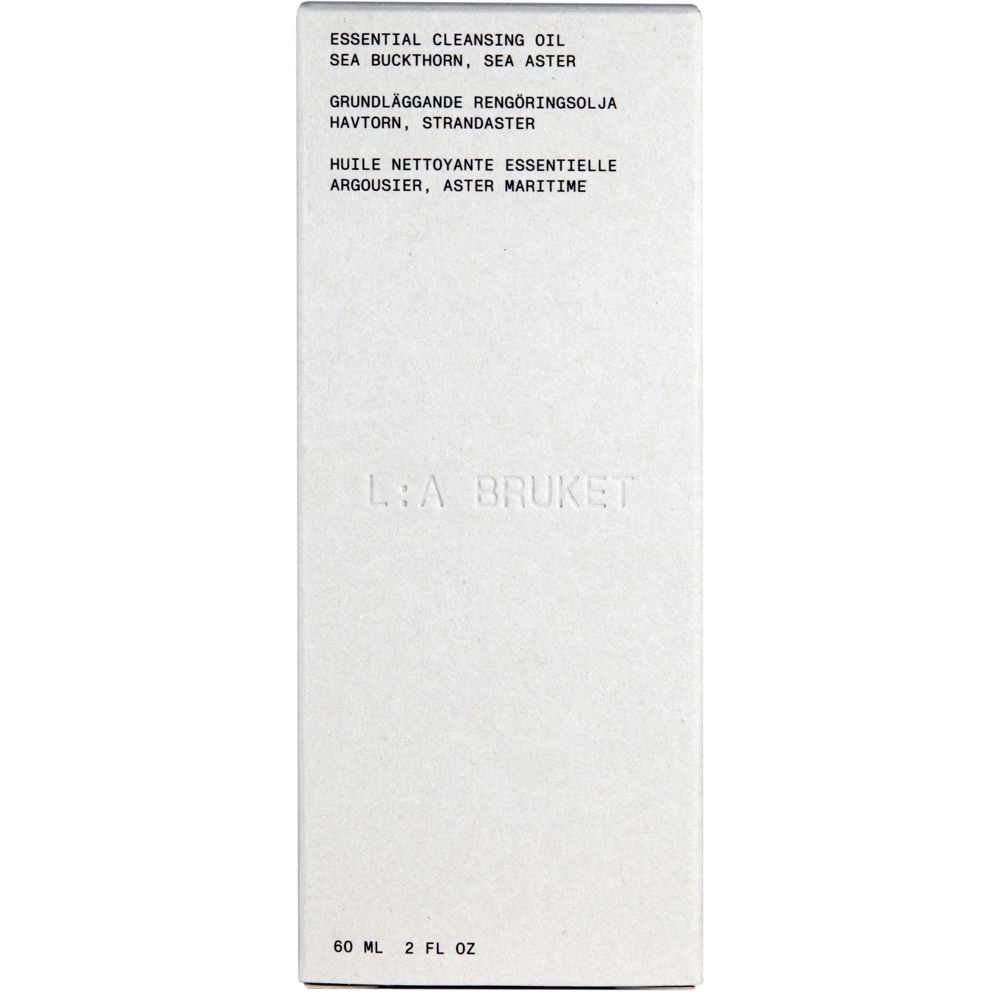 ESSENTIAL CLEANSING OIL
SEA BUCKTHORN, SEA ASTER
GRUNDLÄGGANDE RENGÖRINGSOLJA
HAVTORN, STRANDASTER
HUILE NETTOYANTE ESSENTIELLE
ARGOUSIER, ASTER MARITIME
L:A BRUKET
60 ML 2 FL OZ